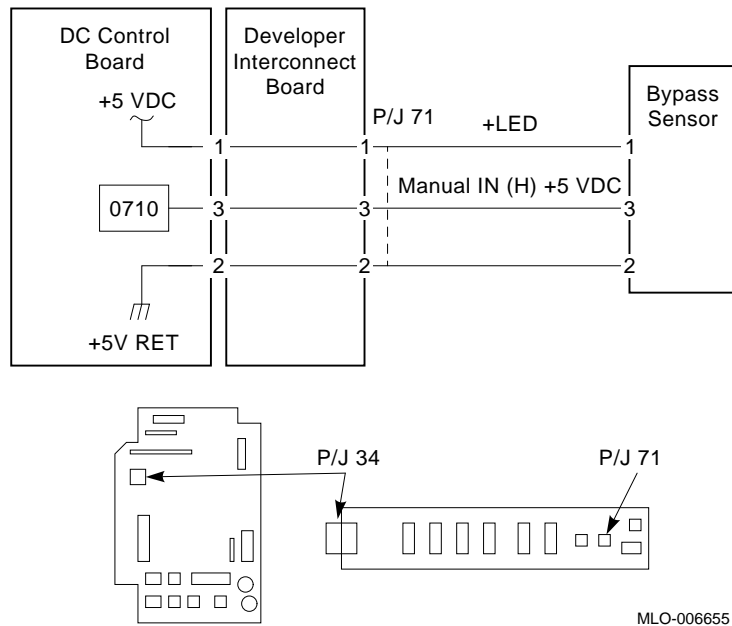 DC Control
Board
Developer
Interconnect
Board
Bypass
Sensor
+5 VDC
P/J 71
+LED
1
1
1
0710
Manual IN (H) +5 VDC
3
3
3
2
2
2
+5V RET
P/J 34
P/J 71
MLO-006655